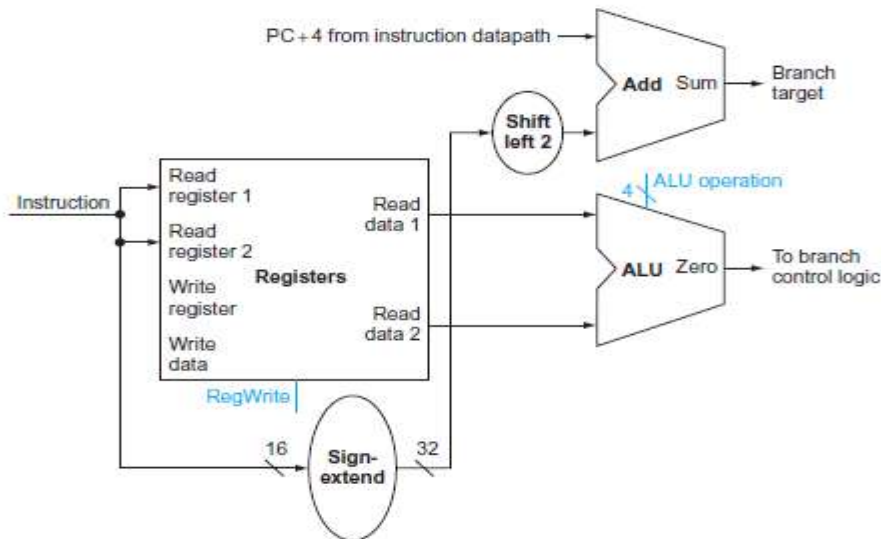 PC+4 from instruction datapath
Add Sum
Branch
target
Shift
left 2
4
ALU operation
Instruction
Read
register 1
Read
data 1
Read
register 2
Registers
ALU Zero
To branch
control logic
Write
register
Read
data 2
Write
data
RegWrite
16
Sign-
extend
32